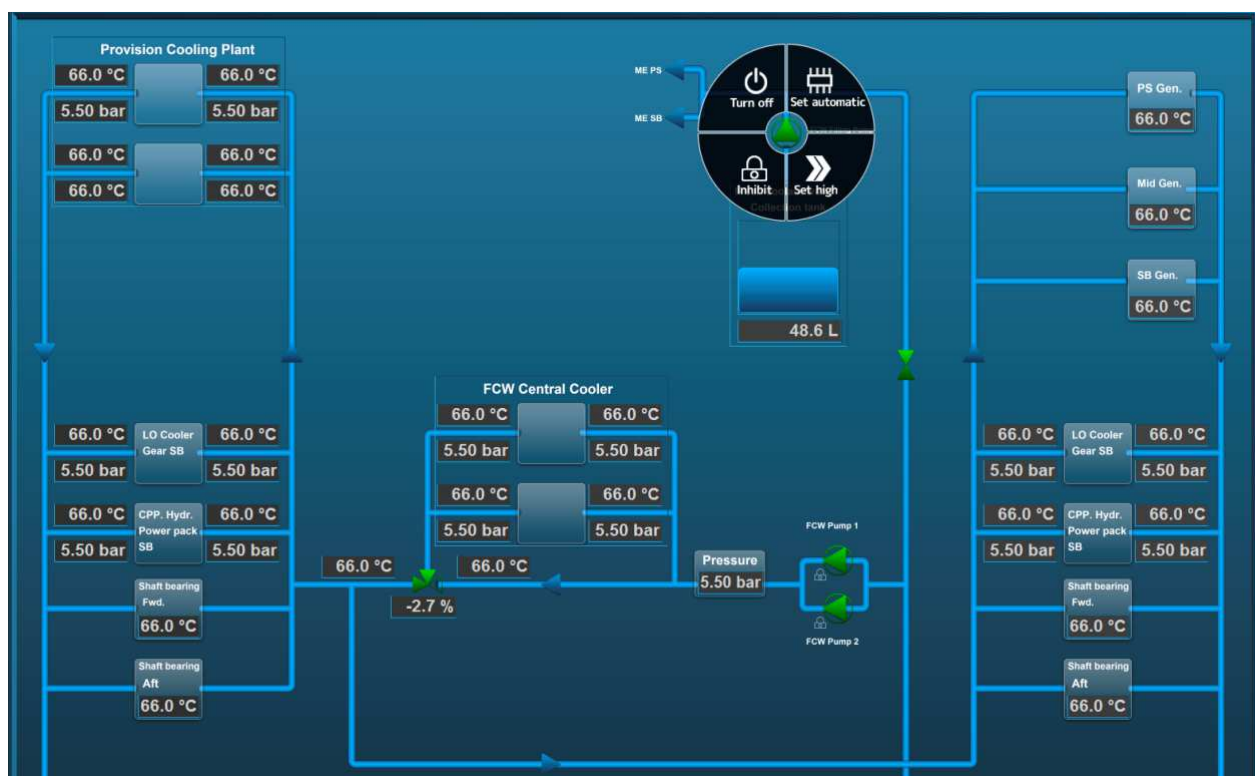 Provision Cooling Plant
66.0 °C
66.0 °C
5.50 bar
5.50 bar
66.0 °C
66.0 °C
66.0 °C
66.0 °C
ME PS
ME SB
Turn off
Set automatic
Inhibit
Set high
Collection tank
48.6 L
PS Gen.
66.0 °C
Mid Gen.
66.0 °C
SB Gen.
66.0 °C
FCW Central Cooler
66.0 °C
66.0 °C
5.50 bar
5.50 bar
66.0 °C
66.0 °C
5.50 bar
5.50 bar
66.0 °C
LO Cooler
Gear SB
66.0 °C
5.50 bar
5.50 bar
66.0 °C
CPP. Hydr.
Power pack
SB
66.0 °C
5.50 bar
5.50 bar
Shaft bearing
Fwd.
66.0 °C
Shaft bearing
Aft
66.0 °C
66.0 °C
66.0 °C
-2.7 %
Pressure
5.50 bar
FCW Pump 1
FCW Pump 2
66.0 °C
LO Cooler
Gear SB
66.0 °C
5.50 bar
5.50 bar
66.0 °C
CPP. Hydr.
Power pack
SB
66.0 °C
5.50 bar
5.50 bar
Shaft bearing
Fwd.
66.0 °C
Shaft bearing
Aft
66.0 °C